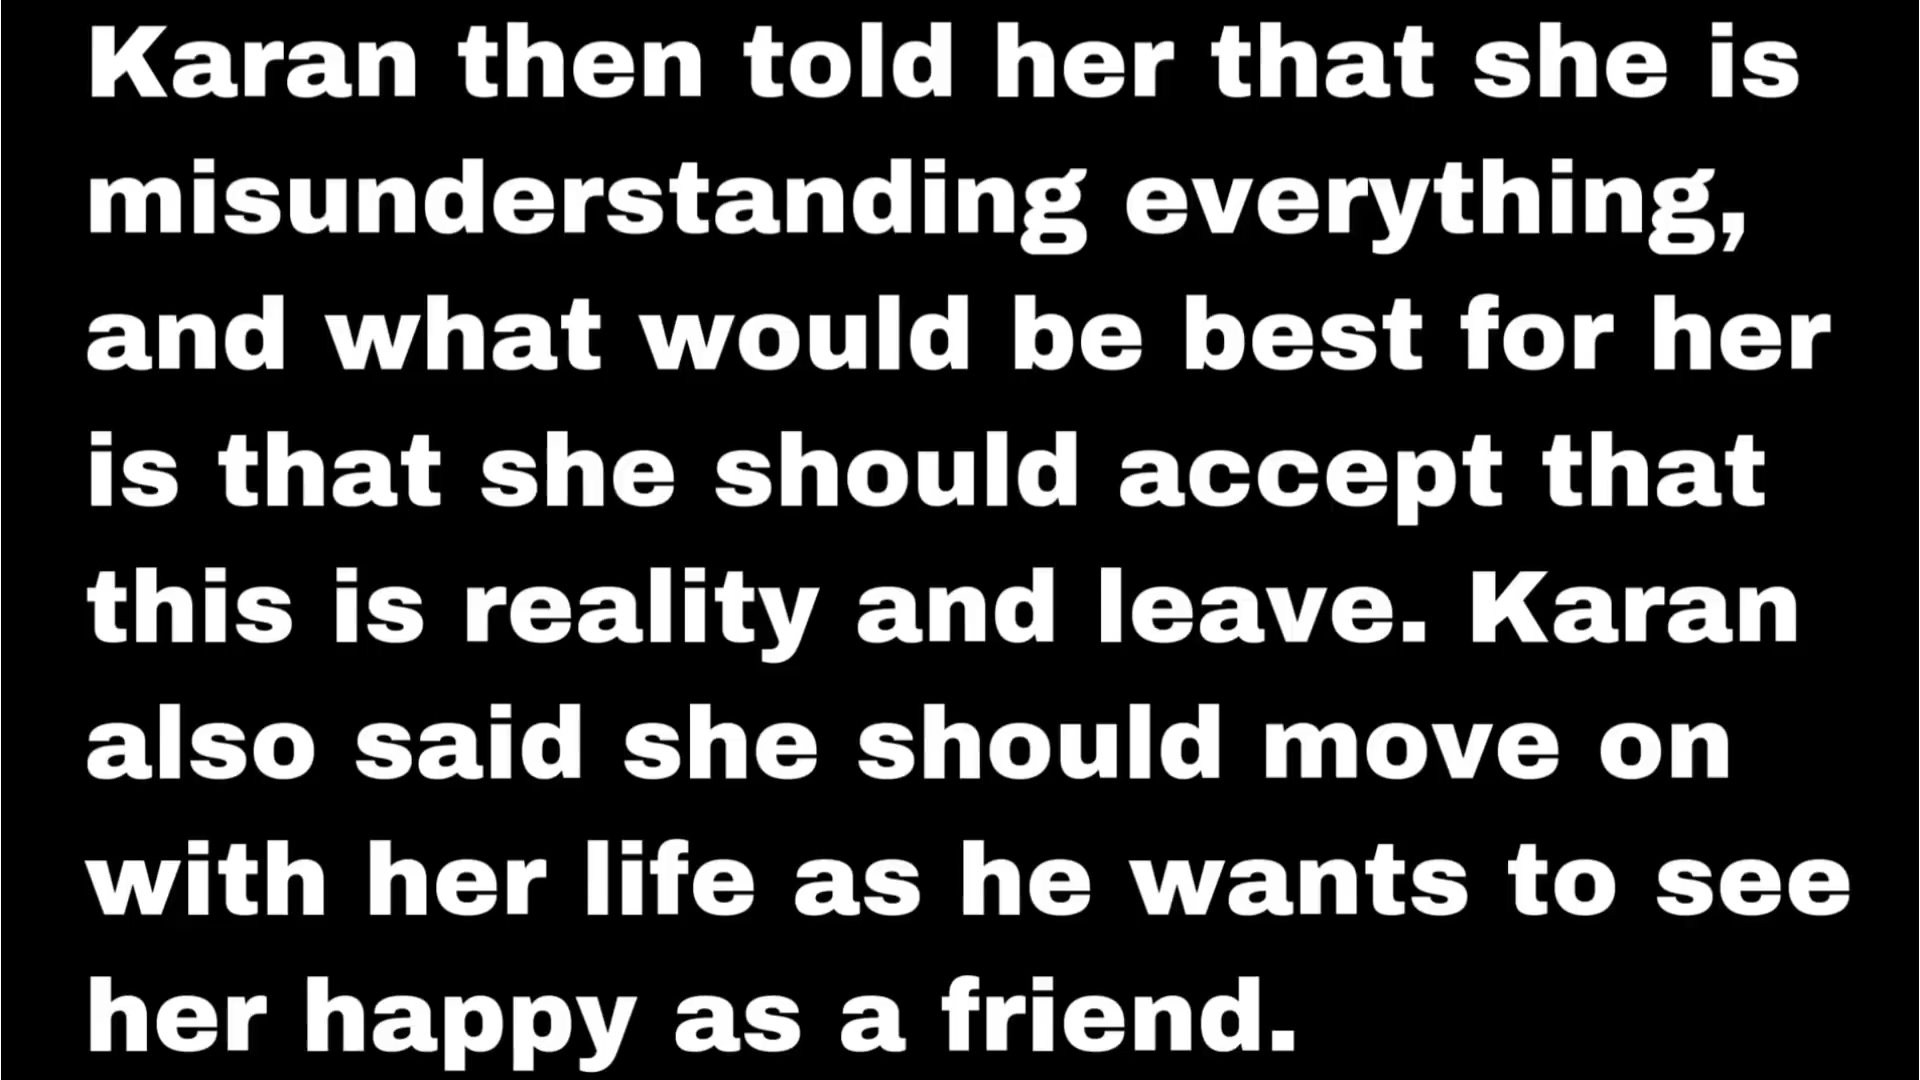 Karan then told her that she is
misunderstanding everything,
and what would be best for her
is that she should accept that
this is reality and leave. Karan
also said she should move on
with her life as he wants to see
her happy as a friend.